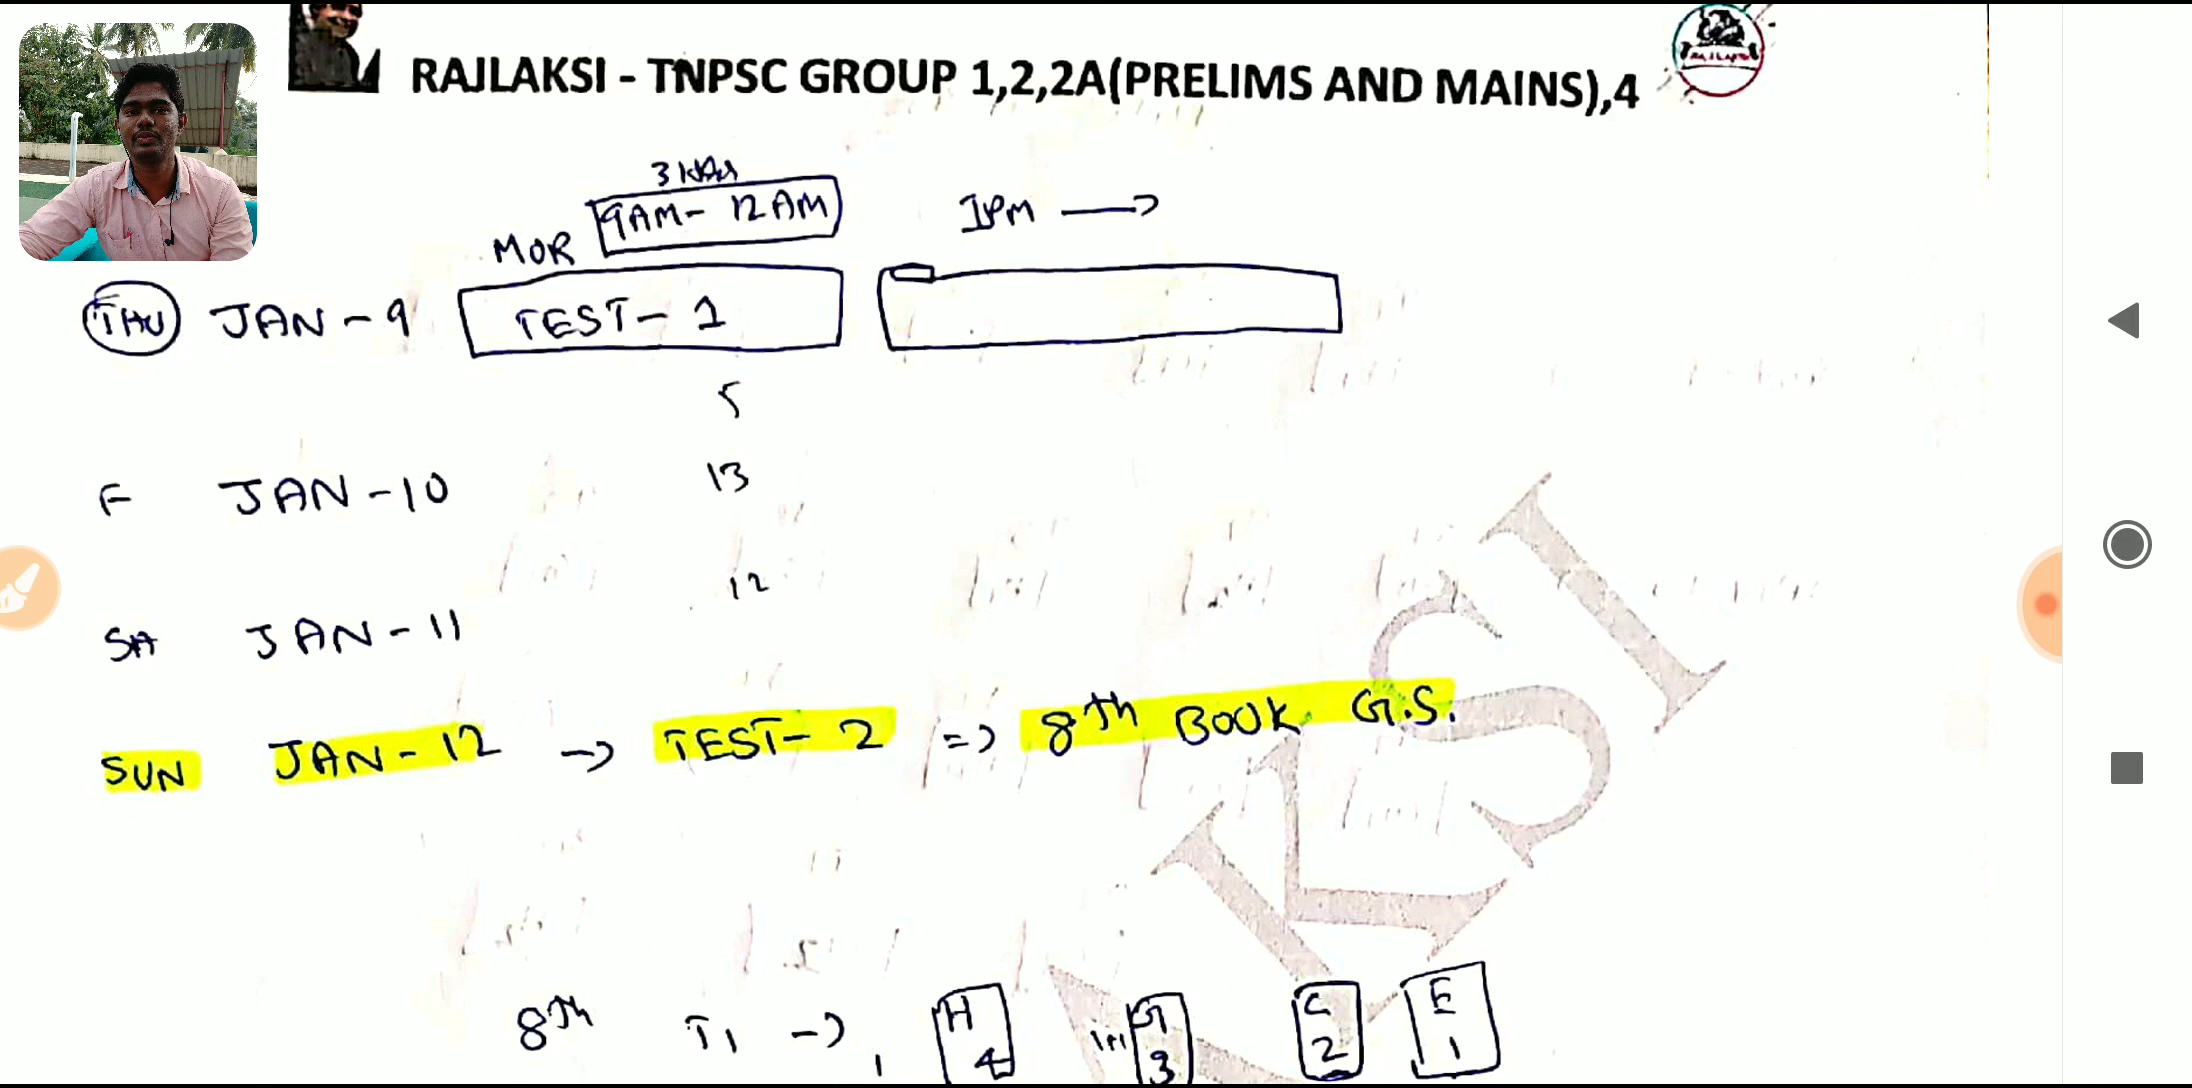 RAJLAKSI - TNPSC GROUP 1,2,2A(PRELIMS AND MAINS),4
MOR 9AM- 12AM 1PM →
THU JAN - 9 TEST- 1
5
F JAN -10 13
12
SA JAN - 11
SUN JAN - 12 → TEST- 2 => 8th BOOK G.S.
8th T1 → H 4 G 3 C 2 E 1
KSI